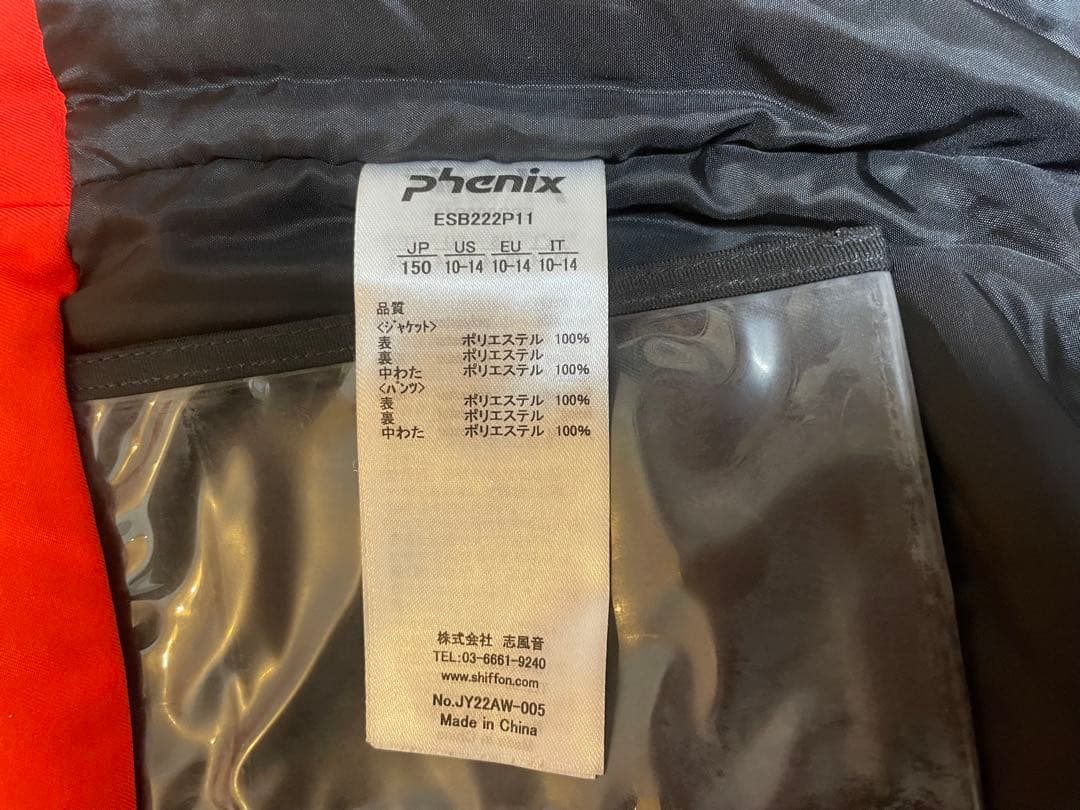 phenix
ESB222P11
JP US EU IT
150 10-14 10-14 10-14
品質
<ジャケット>
表 ポリエステル 100%
裏 ポリエステル
中わた ポリエステル 100%
<パンツ>
表 ポリエステル 100%
裏 ポリエステル
中わた ポリエステル 100%
株式会社 志風音
TEL:03-6661-9240
www.shiffon.com
No.JY22AW-005
Made in China